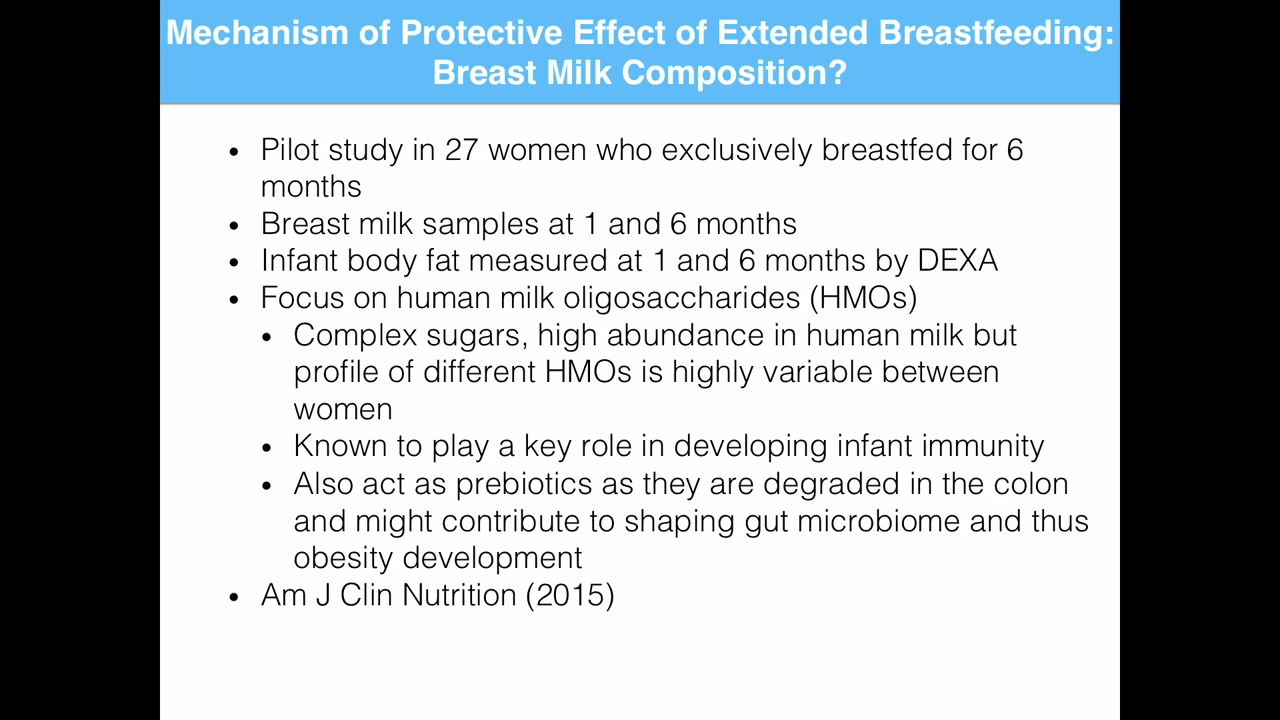 Mechanism of Protective Effect of Extended Breastfeeding:
Breast Milk Composition?
• Pilot study in 27 women who exclusively breastfed for 6
months
• Breast milk samples at 1 and 6 months
• Infant body fat measured at 1 and 6 months by DEXA
• Focus on human milk oligosaccharides (HMOs)
• Complex sugars, high abundance in human milk but
profile of different HMOs is highly variable between
women
• Known to play a key role in developing infant immunity
• Also act as prebiotics as they are degraded in the colon
and might contribute to shaping gut microbiome and thus
obesity development
• Am J Clin Nutrition (2015)